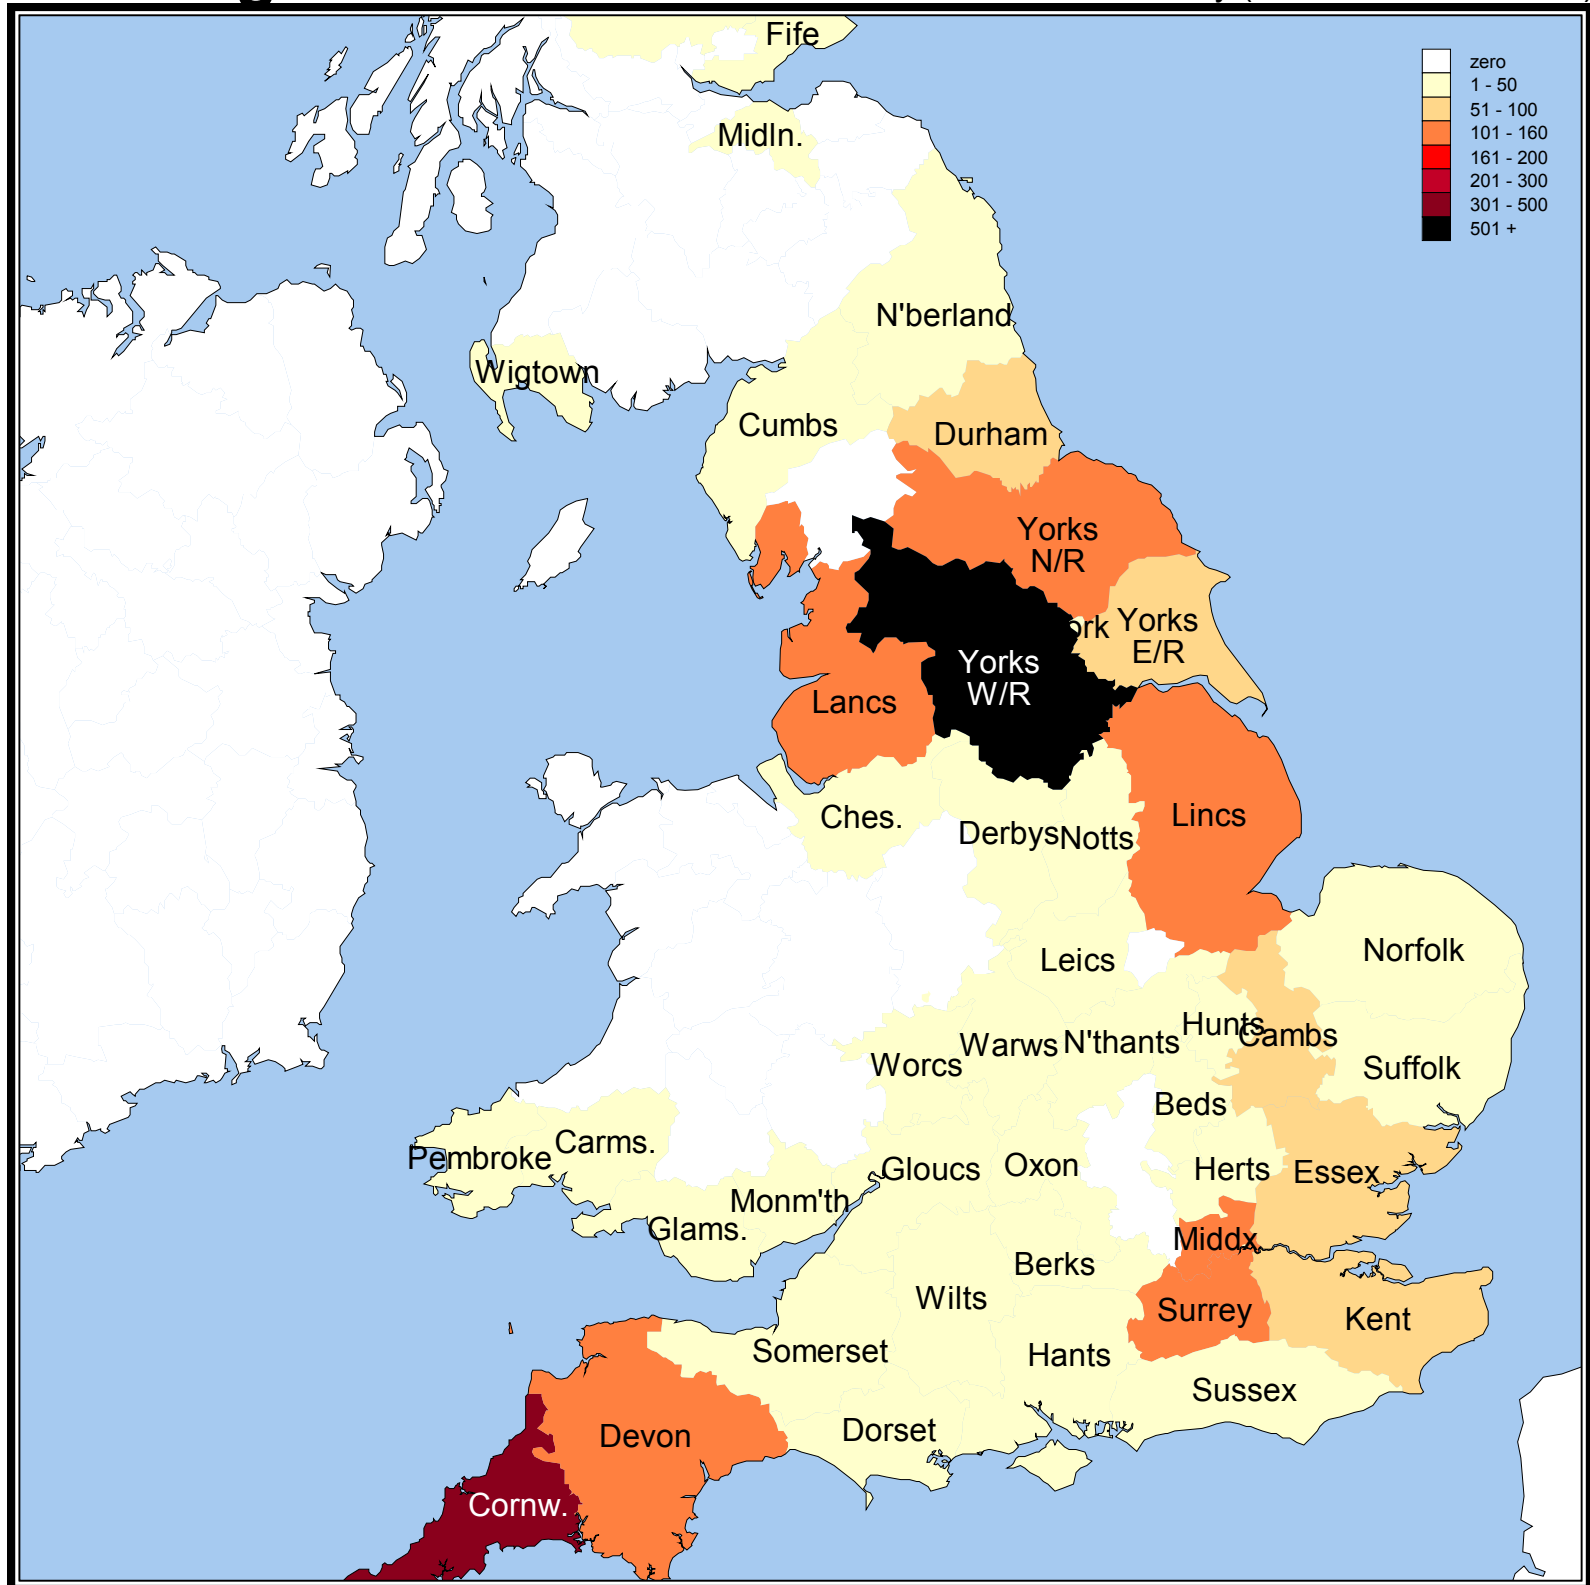 zero
1 - 50
51 - 100
101 - 160
161 - 200
201 - 300
301 - 500
501 +
Fife
Midln.
N'berland
Wigtown
Cumbs
Durham
Yorks
N/R
Yorks
E/R
Yorks
W/R
Lancs
Ches.
Derbys
Notts
Lincs
Leics
Norfolk
Hunts
Cambs
Warws
N'thants
Worcs
Suffolk
Beds
Carms.
Pembroke
Gloucs
Oxon
Herts
Essex
Monm'th
Glams.
Middx.
Berks
Wilts
Surrey
Kent
Somerset
Hants
Sussex
Dorset
Devon
Cornw.